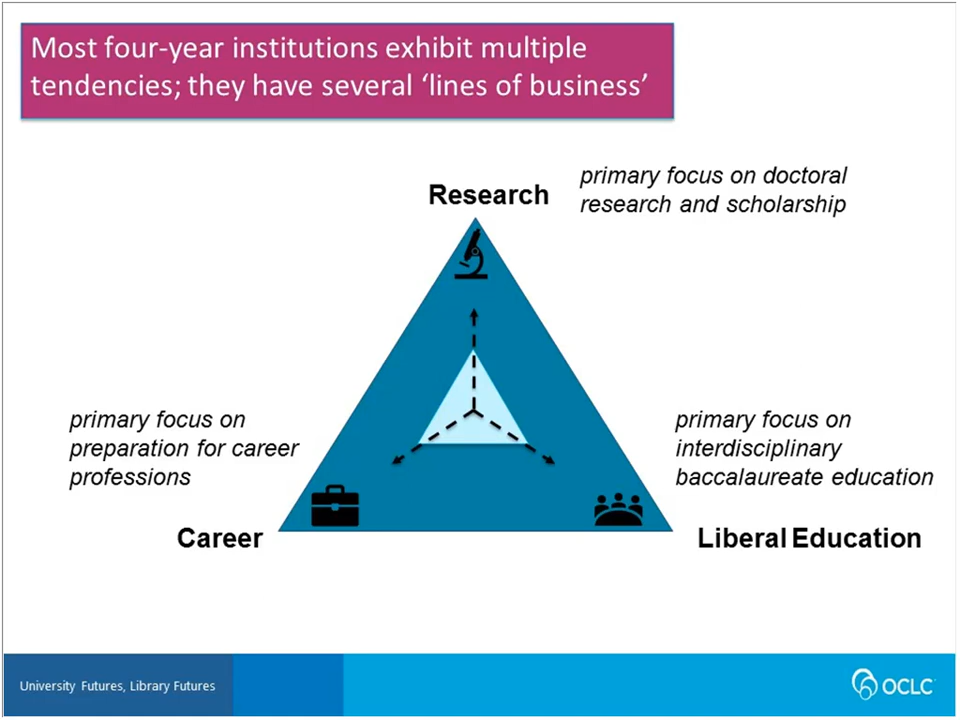 Most four-year institutions exhibit multiple
tendencies; they have several ‘lines of business’
Research
primary focus on doctoral
research and scholarship
primary focus on
preparation for career
professions
Career
primary focus on
interdisciplinary
baccalaureate education
Liberal Education
University Futures, Library Futures
OCLC